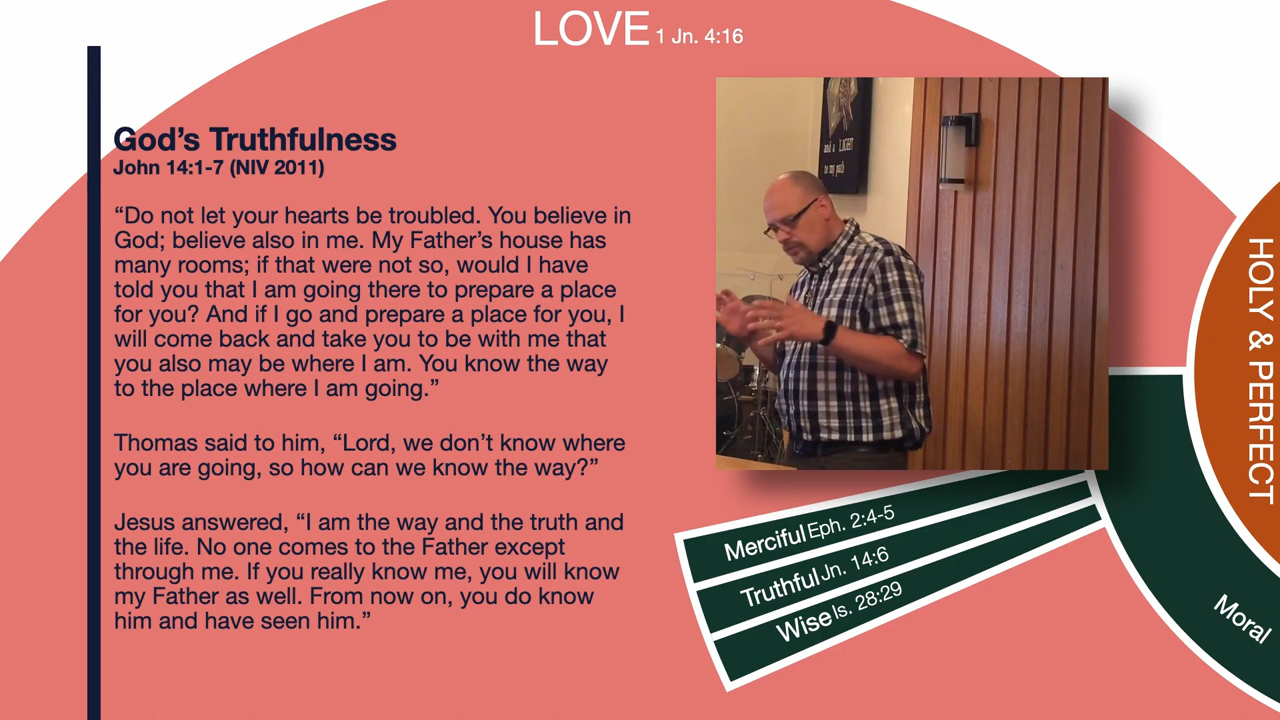 LOVE 1 Jn. 4:16
God’s Truthfulness
John 14:1-7 (NIV 2011)
“Do not let your hearts be troubled. You believe in
God; believe also in me. My Father’s house has
many rooms; if that were not so, would I have
told you that I am going there to prepare a place
for you? And if I go and prepare a place for you, I
will come back and take you to be with me that
you also may be where I am. You know the way
to the place where I am going.”
Thomas said to him, “Lord, we don’t know where
you are going, so how can we know the way?”
Jesus answered, “I am the way and the truth and
the life. No one comes to the Father except
through me. If you really know me, you will know
my Father as well. From now on, you do know
him and have seen him.”
and a LIGHT
to my path
Merciful Eph. 2:4-5
Truthful Jn. 14:6
Wise Is. 28:29
HOLY & PERFECT
Moral